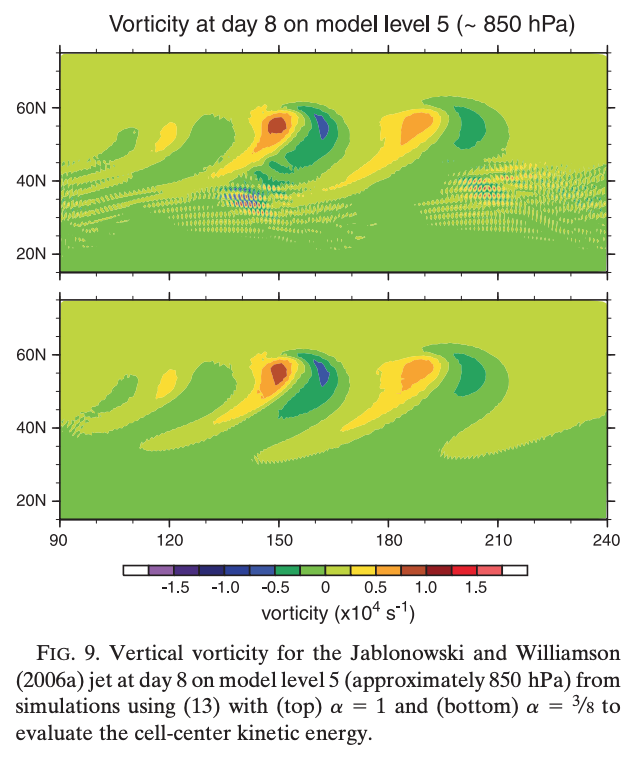 Vorticity at day 8 on model level 5 (~ 850 hPa)
60N
40N
20N
60N
40N
20N
90 120 150 180 210 240
-1.5 -1.0 -0.5 0 0.5 1.0 1.5
vorticity (x10⁴ s⁻¹)
FIG. 9. Vertical vorticity for the Jablonowski and Williamson
(2006a) jet at day 8 on model level 5 (approximately 850 hPa) from
simulations using (13) with (top) α = 1 and (bottom) α = 3/8 to
evaluate the cell-center kinetic energy.